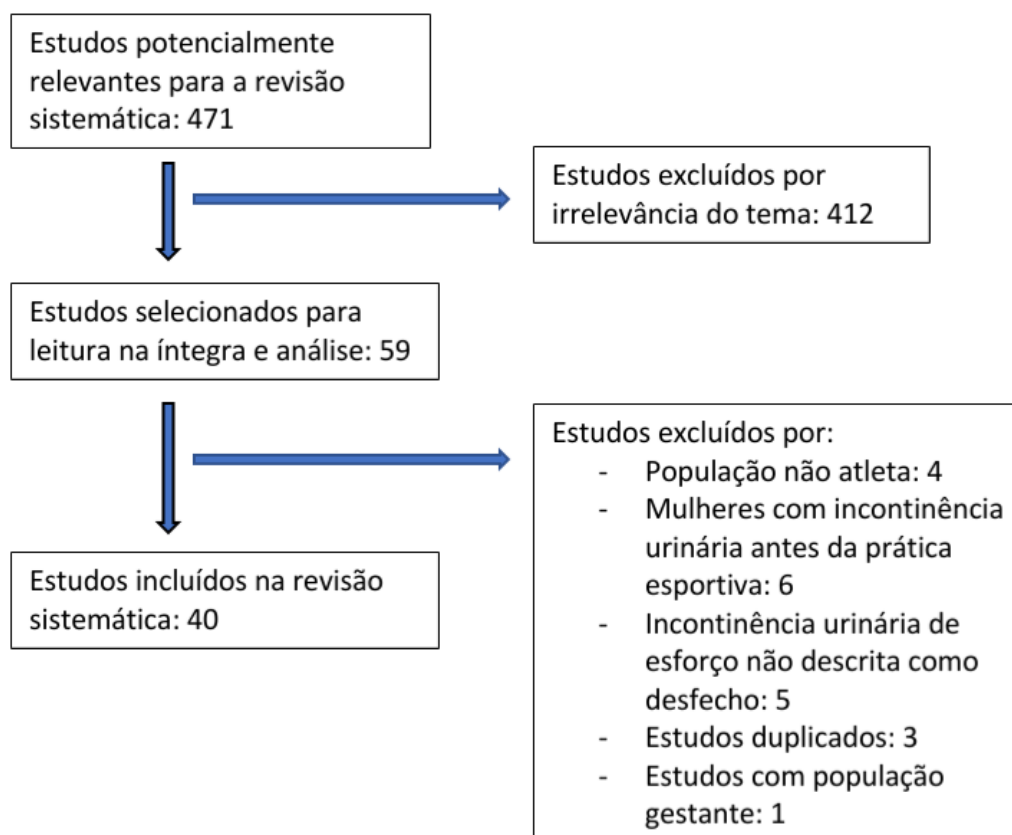 Estudos potencialmente
relevantes para a revisão
sistemática: 471
Estudos excluídos por
irrelevância do tema: 412
Estudos selecionados para
leitura na íntegra e análise: 59
Estudos excluídos por:
- População não atleta: 4
- Mulheres com incontinência
urinária antes da prática
esportiva: 6
- Incontinência urinária de
esforço não descrita como
desfecho: 5
- Estudos duplicados: 3
- Estudos com população
gestante: 1
Estudos incluídos na revisão
sistemática: 40